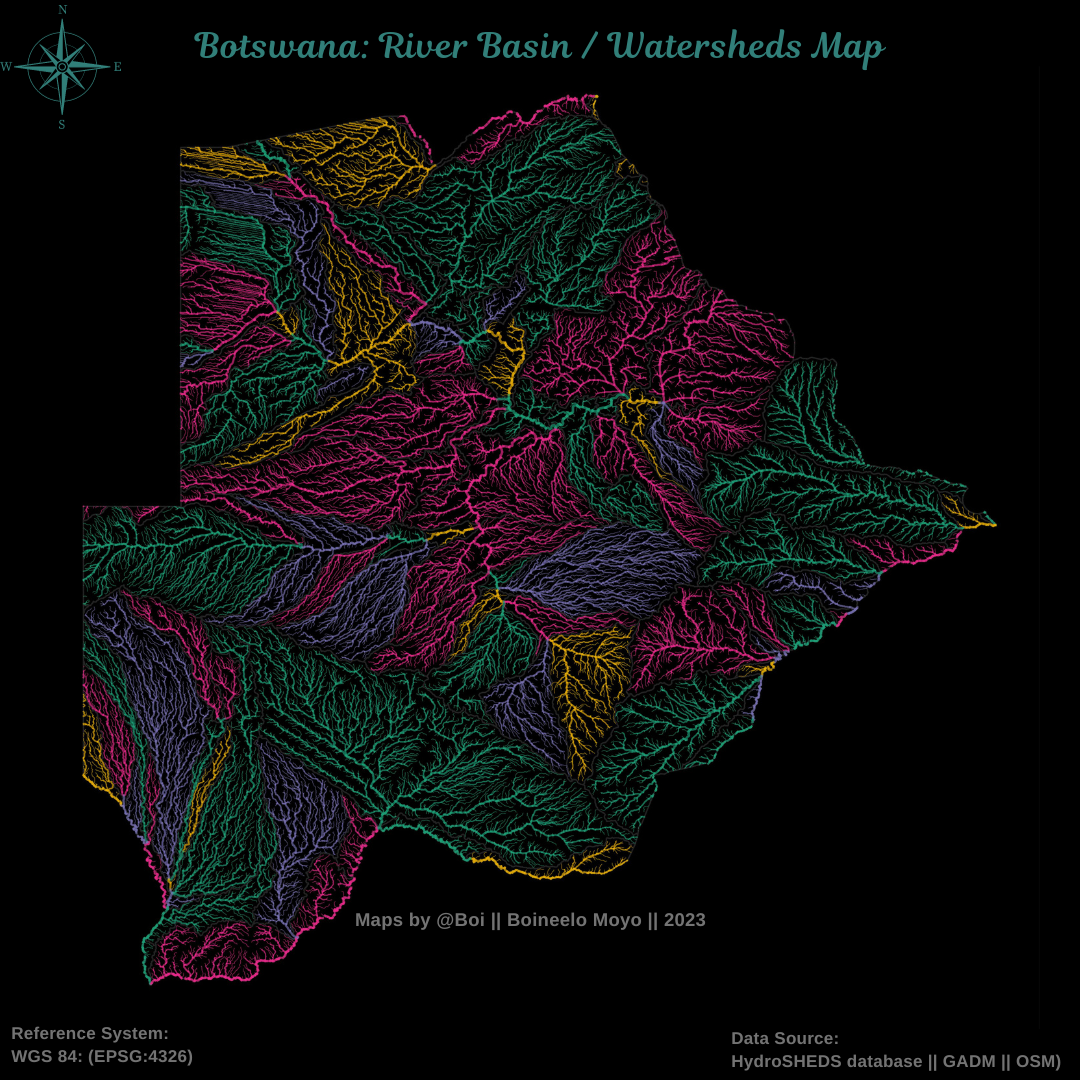 N
Botswana: River Basin / Watersheds Map
W E
S
Maps by @Boi || Boineelo Moyo || 2023
Reference System:
WGS 84: (EPSG:4326)
Data Source:
HydroSHEDS database || GADM || OSM)